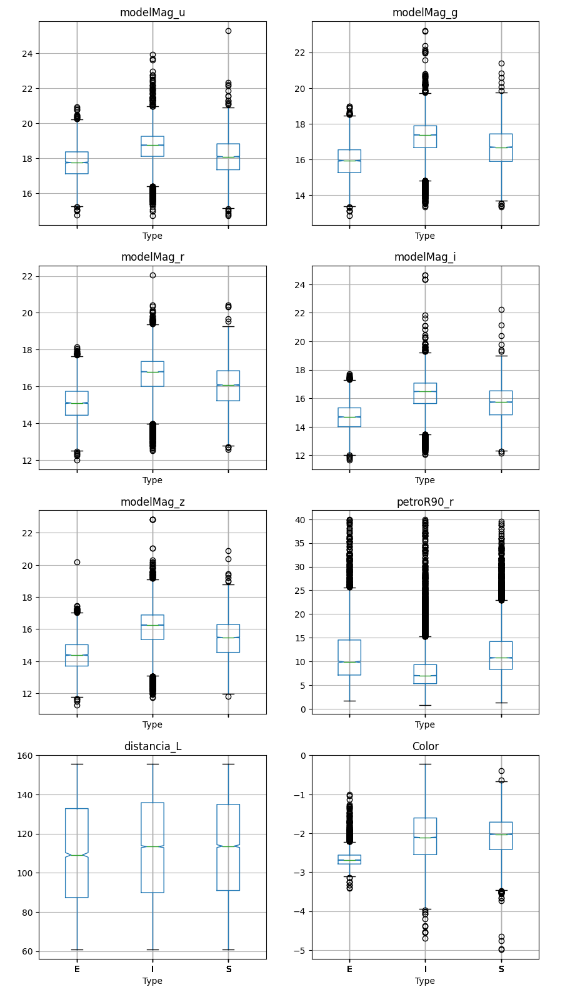 modelMag_u
24
22
20
18
16
Type
modelMag_g
22
20
18
16
14
Type
modelMag_r
22
20
18
16
14
12
Type
modelMag_i
24
22
20
18
16
14
12
Type
modelMag_z
22
20
18
16
14
12
Type
petroR90_r
40
35
30
25
20
15
10
5
0
Type
distancia_L
160
140
120
100
80
60
E I S
Type
Color
0
−1
−2
−3
−4
−5
E I S
Type